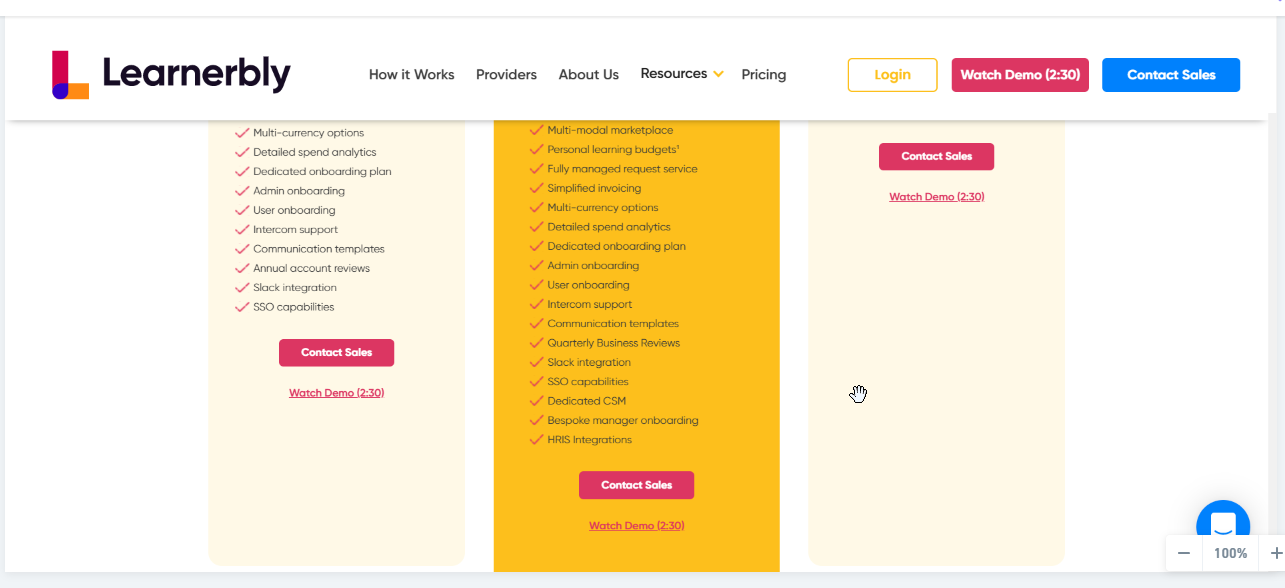 Learnerbly
How it Works
Providers
About Us
Resources
Pricing
Login
Watch Demo (2:30)
Contact Sales
Multi-currency options
Detailed spend analytics
Dedicated onboarding plan
Admin onboarding
User onboarding
Intercom support
Communication templates
Annual account reviews
Slack integration
SSO capabilities
Contact Sales
Watch Demo (2:30)
Multi-modal marketplace
Personal learning budgets¹
Fully managed request service
Simplified invoicing
Multi-currency options
Detailed spend analytics
Dedicated onboarding plan
Admin onboarding
User onboarding
Intercom support
Communication templates
Quarterly Business Reviews
Slack integration
SSO capabilities
Dedicated CSM
Bespoke manager onboarding
HRIS Integrations
Contact Sales
Watch Demo (2:30)
Contact Sales
Watch Demo (2:30)
100%